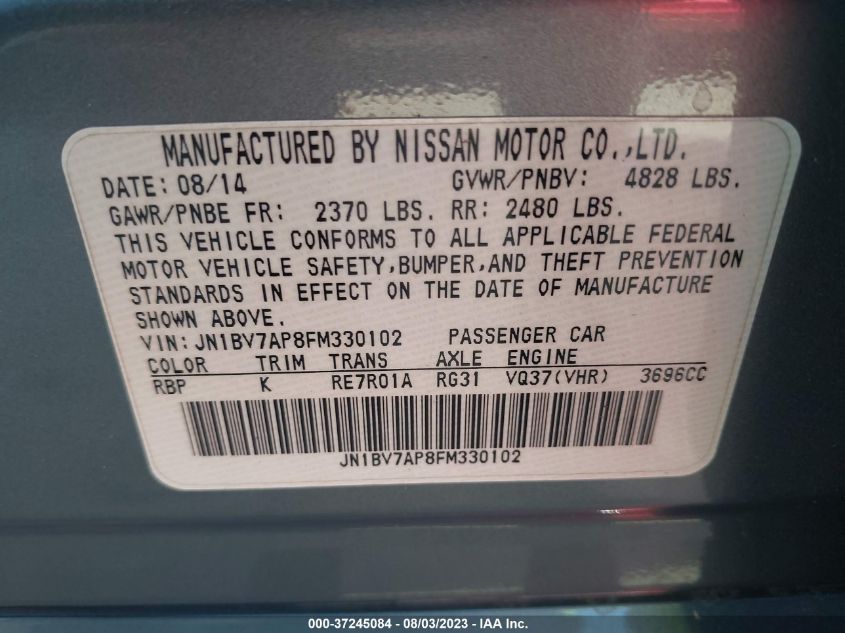 MANUFACTURED BY NISSAN MOTOR CO.,LTD.
DATE: 08/14 GVWR/PNBV: 4828 LBS.
GAWR/PNBE FR: 2370 LBS. RR: 2480 LBS.
THIS VEHICLE CONFORMS TO ALL APPLICABLE FEDERAL
MOTOR VEHICLE SAFETY,BUMPER,AND THEFT PREVENTION
STANDARDS IN EFFECT ON THE DATE OF MANUFACTURE
SHOWN ABOVE.
VIN: JN1BV7AP8FM330102 PASSENGER CAR
COLOR TRIM TRANS AXLE ENGINE
RBP K RE7R01A RG31 VQ37(VHR) 3696CC
JN1BV7AP8FM330102
000-37245084 - 08/03/2023 - IAA Inc.